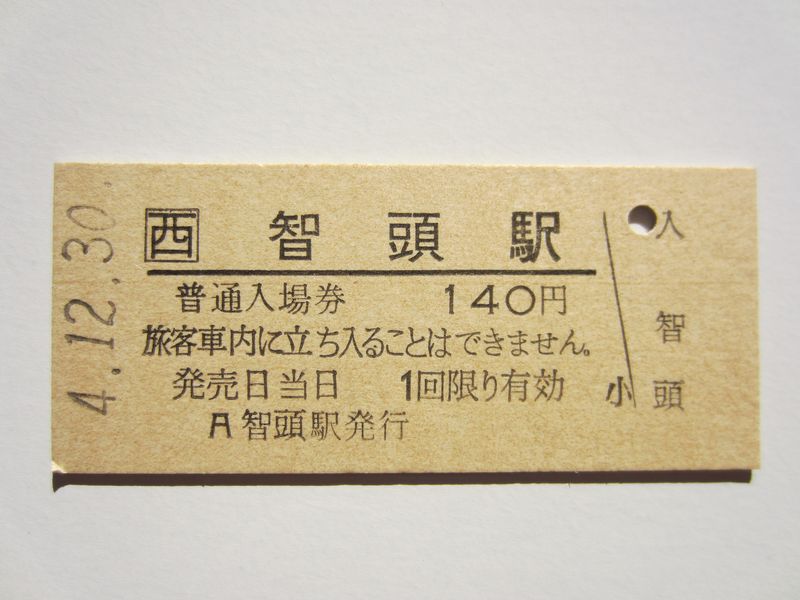 4.12.30.
西 智頭駅
普通入場券 140円
旅客車内に立ち入ることはできません。
発売日当日 1回限り有効
智頭駅発行
入 智頭
小